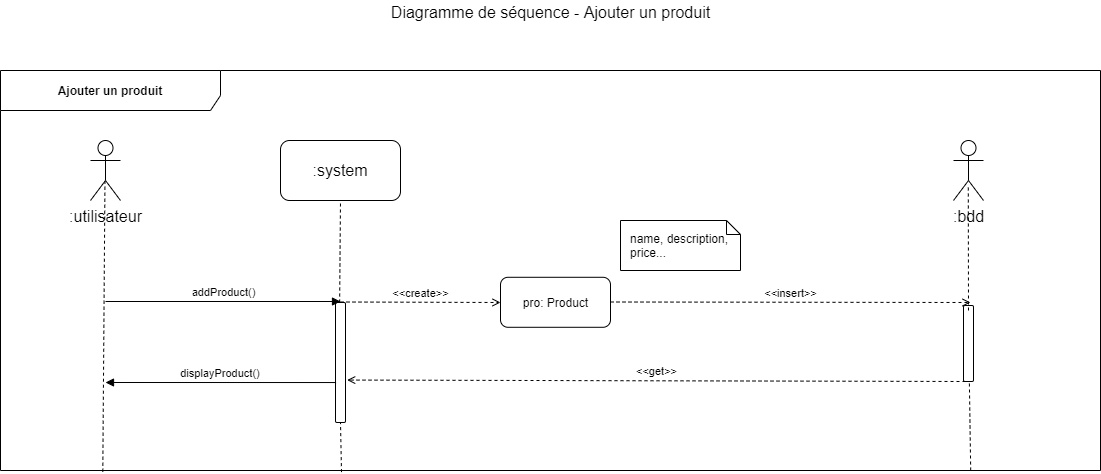 Diagramme de séquence - Ajouter un produit
Ajouter un produit
:system
:utilisateur
:bdd
name, description,
price...
addProduct()
<<create>>
pro: Product
<<insert>>
displayProduct()
<<get>>